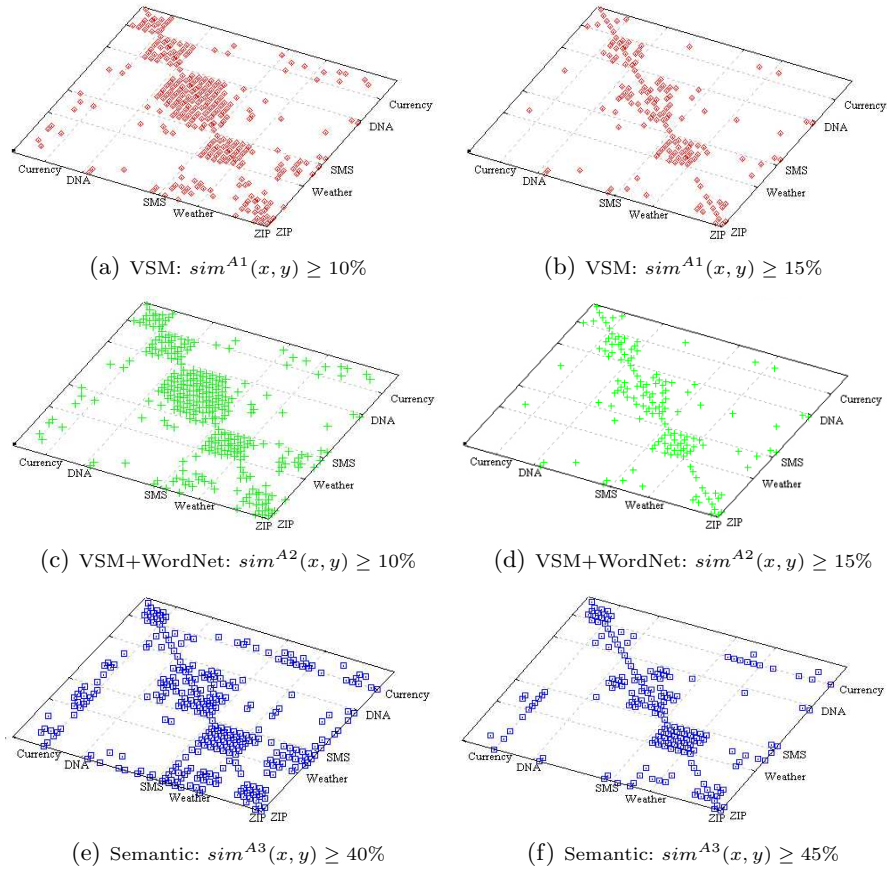 Currency
DNA
SMS
Weather
ZIP
Currency
DNA
SMS
Weather
ZIP
(a) VSM: sim^{A1}(x, y) ≥ 10%
Currency
DNA
SMS
Weather
ZIP
Currency
DNA
SMS
Weather
ZIP
(b) VSM: sim^{A1}(x, y) ≥ 15%
Currency
DNA
SMS
Weather
ZIP
Currency
DNA
SMS
Weather
ZIP
(c) VSM+WordNet: sim^{A2}(x, y) ≥ 10%
Currency
DNA
SMS
Weather
ZIP
Currency
DNA
SMS
Weather
ZIP
(d) VSM+WordNet: sim^{A2}(x, y) ≥ 15%
Currency
DNA
SMS
Weather
ZIP
Currency
DNA
SMS
Weather
ZIP
(e) Semantic: sim^{A3}(x, y) ≥ 40%
Currency
DNA
SMS
Weather
ZIP
Currency
DNA
SMS
Weather
ZIP
(f) Semantic: sim^{A3}(x, y) ≥ 45%